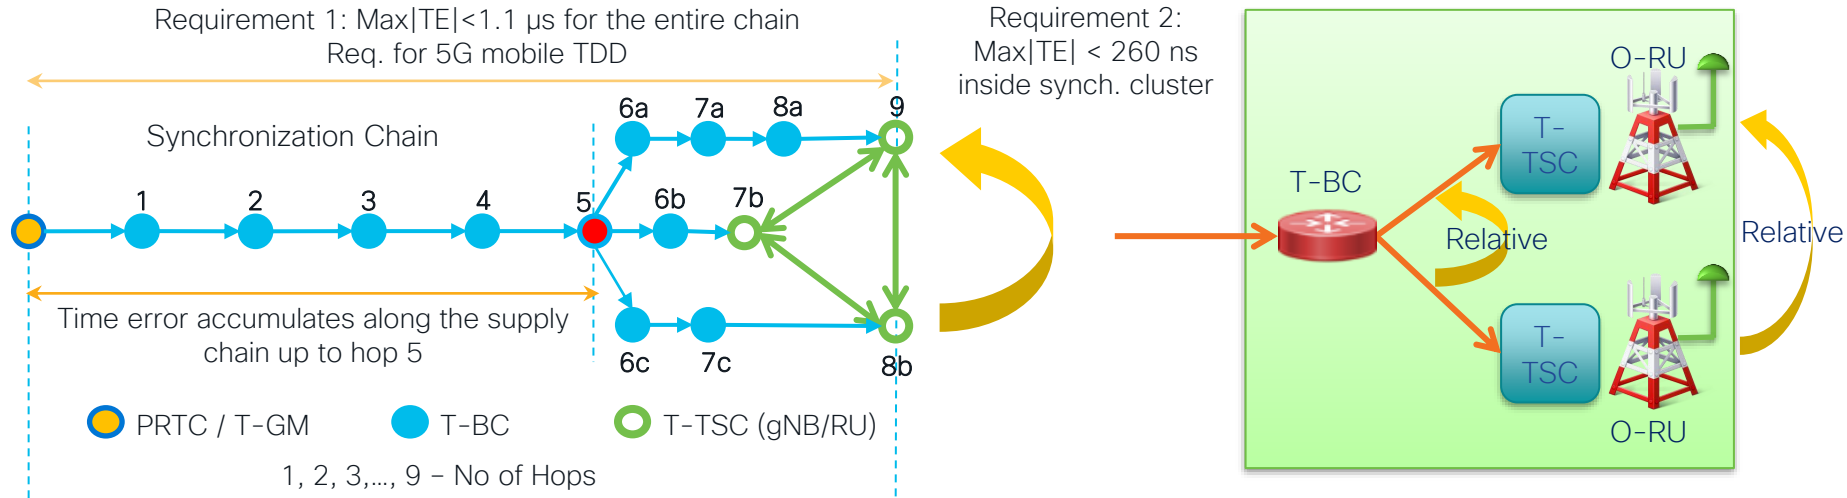 Requirement 1: Max|TE|<1.1 µs for the entire chain
Req. for 5G mobile TDD
Synchronization Chain
1
2
3
4
5
6a
7a
8a
9
6b
7b
6c
7c
8b
Time error accumulates along the supply
chain up to hop 5
PRTC / T-GM
T-BC
T-TSC (gNB/RU)
1, 2, 3,..., 9 – No of Hops
Requirement 2:
Max|TE| < 260 ns
inside synch. cluster
T-BC
T-
TSC
O-RU
Relative
Relative
T-
TSC
O-RU